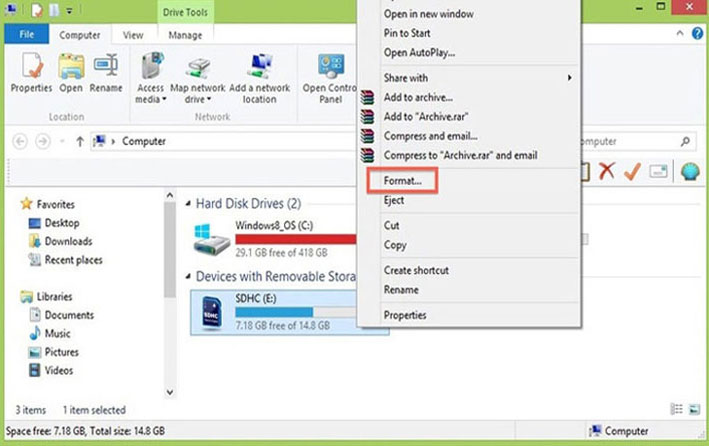 Drive Tools
File
Computer
View
Manage
Properties
Open
Rename
Access media
Map network drive
Add a network location
Open Control Panel
Location
Network
Computer
omputer
Favorites
Desktop
Downloads
Recent places
Libraries
Documents
Music
Pictures
Videos
Hard Disk Drives (2)
Windows8_OS (C:)
29.1 GB free of 418 GB
Devices with Removable Stora
SDHC (E:)
7.18 GB free of 14.8 GB
Open in new window
Pin to Start
Open AutoPlay...
Share with
Add to archive...
Add to "Archive.rar"
Compress and email...
Compress to "Archive.rar" and email
Format...
Eject
Cut
Copy
Create shortcut
Rename
Properties
3 items
1 item selected
Space free: 7.18 GB, Total size: 14.8 GB
Computer